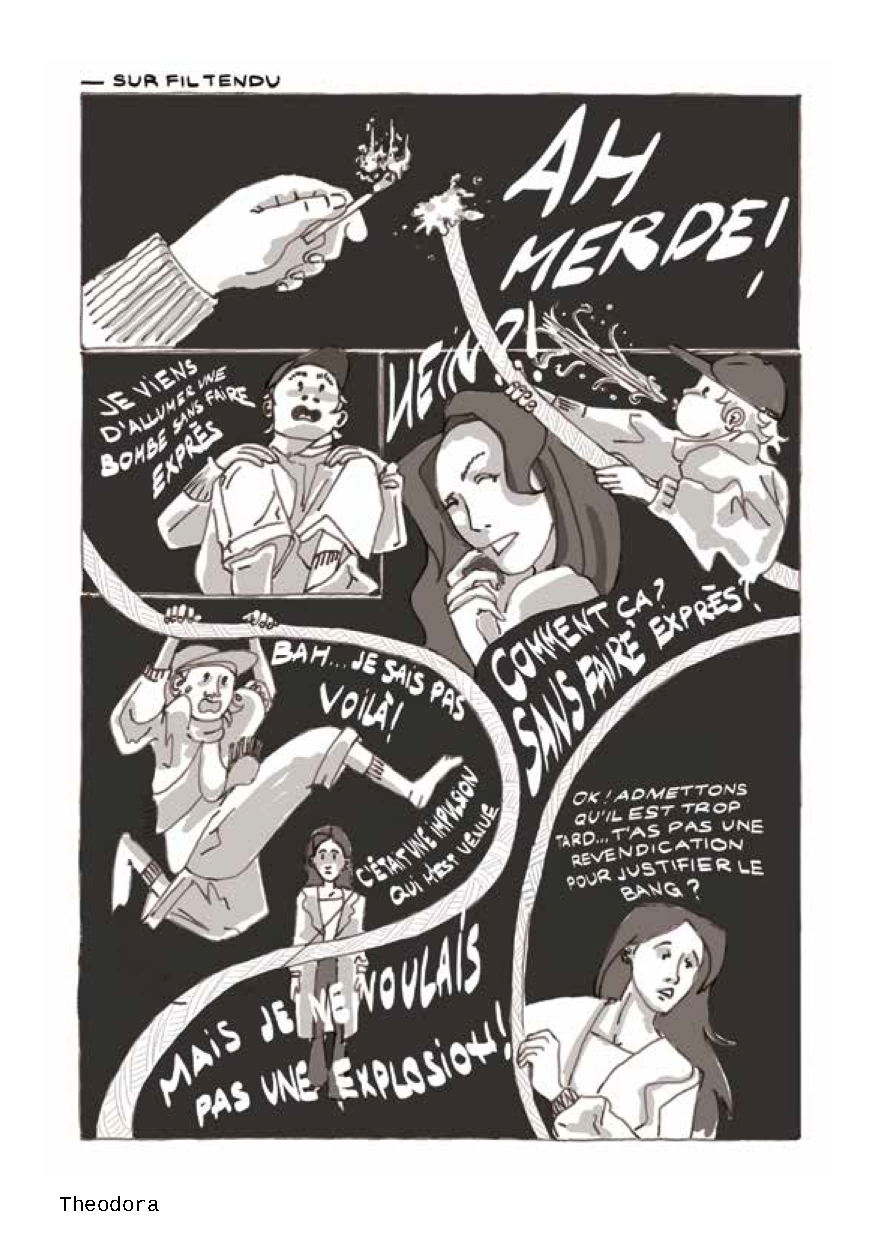 — SUR FIL TENDU
AH
MERDE!
JE VIENS
D'ALLUMER UNE
BOMBE SANS FAIRE
EXPRÈS
HEIN?!...
COMMENT ÇA?
SANS FAIRE EXPRÈS?
BAH... JE SAIS PAS
VOILÀ!
C'ÉTAIT UNE IMPULSION
QUI M'EST VENUE
MAIS JE NE VOULAIS
PAS UNE EXPLOSION!
OK! ADMETTONS
QU'IL EST TROP
TARD... T'AS PAS UNE
REVENDICATION
POUR JUSTIFIER LE
BANG?
Theodora